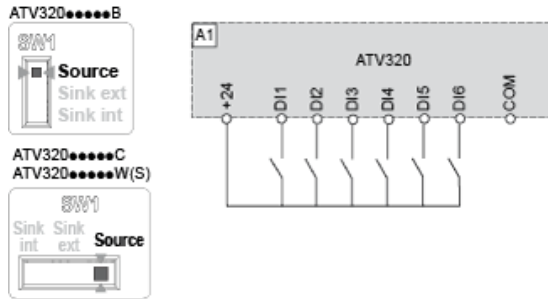 ATV320●●●●●B
SW1
Source
Sink ext
Sink int
ATV320●●●●●C
ATV320●●●●●W(S)
SW1
Sink int
Sink ext
Source
A1
ATV320
+24
DI1
DI2
DI3
DI4
DI5
DI6
COM